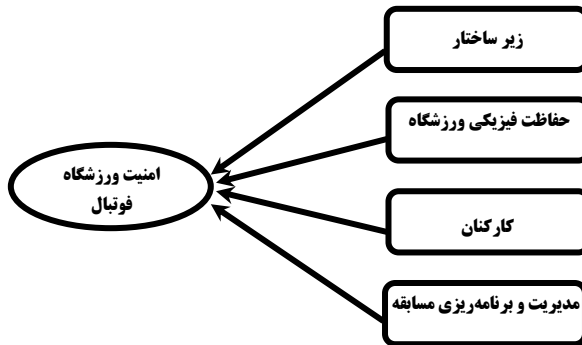 زیر ساختار
حفاظت فیزیکی ورزشگاه
امنیت ورزشگاه
فوتبال
کارکنان
مدیریت و برنامه‌ریزی مسابقه